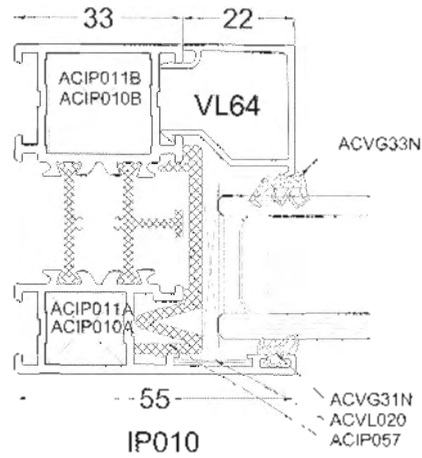 33 22
ACIP011B
ACIP010B
VL64
ACVG33N
ACIP011A
ACIP010A
55
ACVG31N
ACVL020
ACIP057
IP010